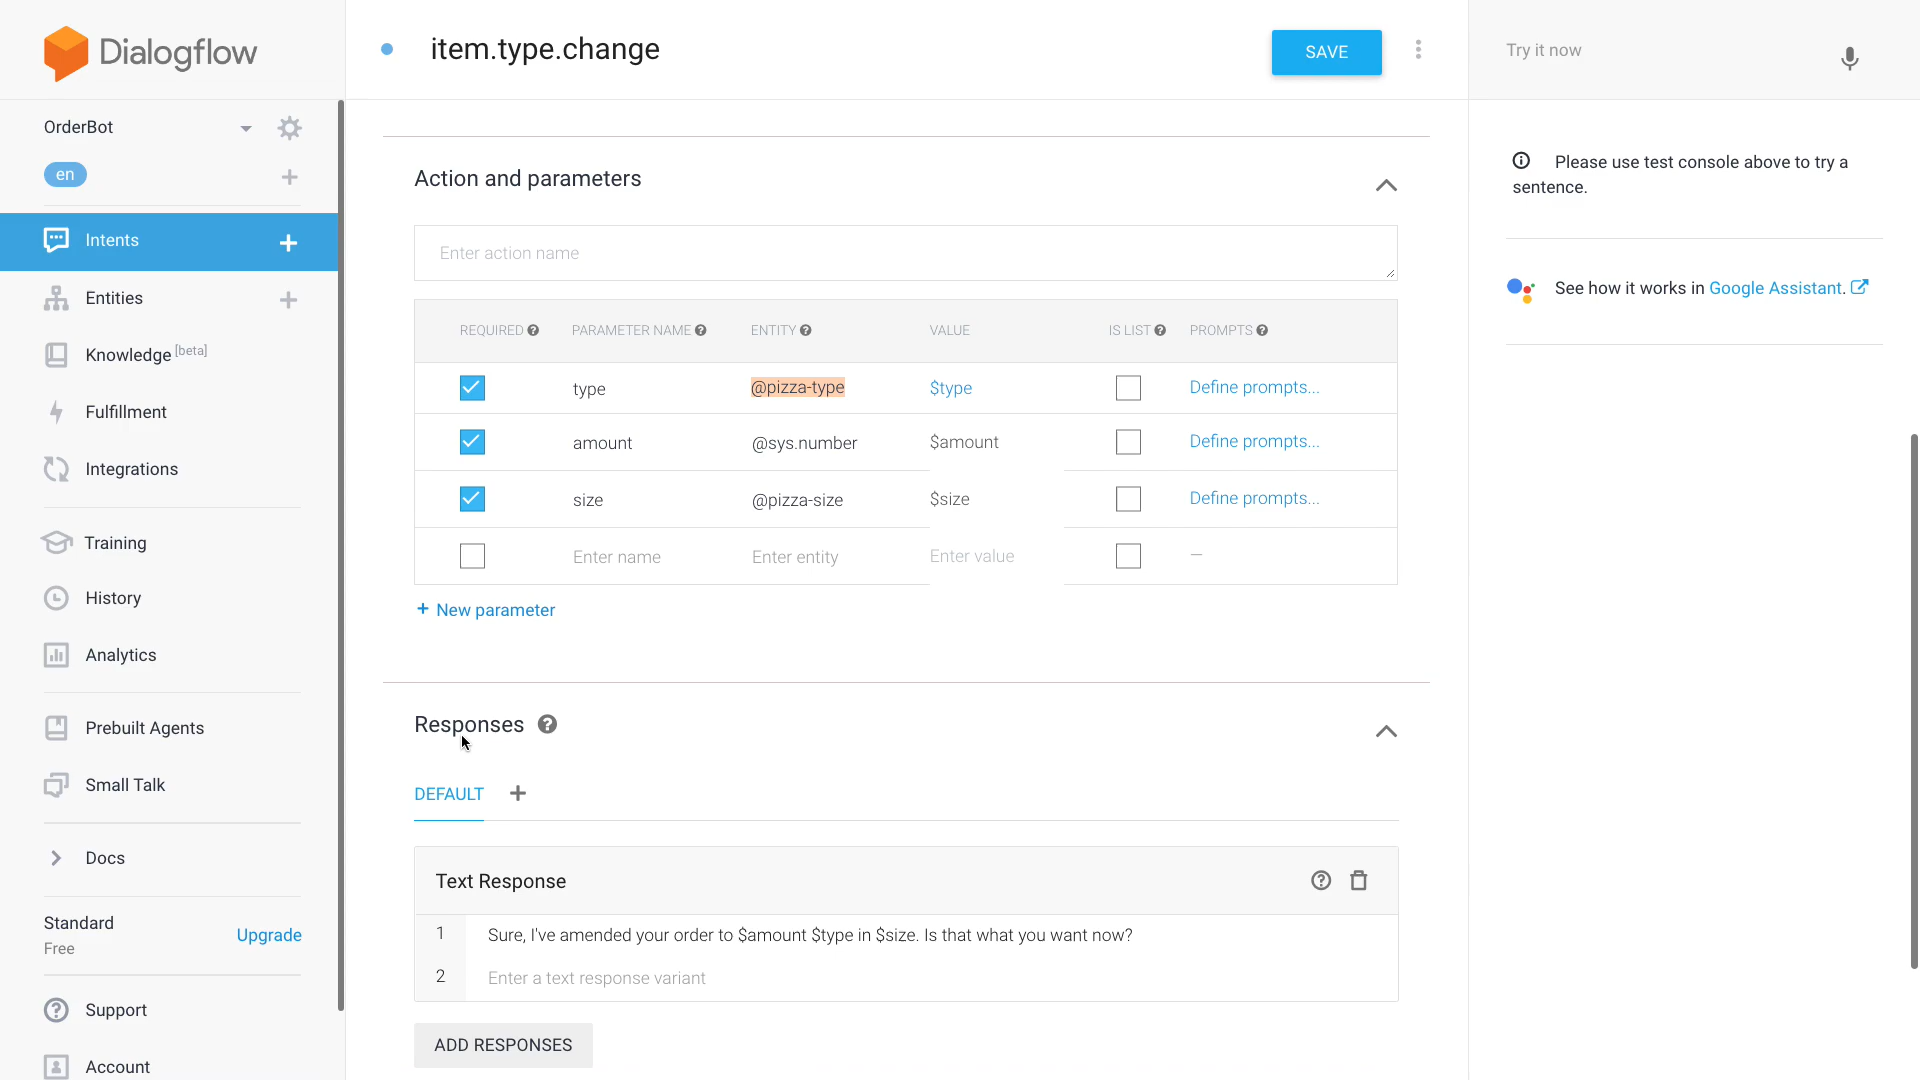 Dialogflow
OrderBot
en
Intents
Entities
Knowledge [beta]
Fulfillment
Integrations
Training
History
Analytics
Prebuilt Agents
Small Talk
Docs
Standard
Free
Upgrade
Support
Account
item.type.change
SAVE
Action and parameters
Enter action name
REQUIRED PARAMETER NAME ENTITY VALUE IS LIST PROMPTS
type @pizza-type $type Define prompts...
amount @sys.number $amount Define prompts...
size @pizza-size $size Define prompts...
Enter name Enter entity Enter value –
+ New parameter
Responses
DEFAULT +
Text Response
1 Sure, I've amended your order to $amount $type in $size. Is that what you want now?
2 Enter a text response variant
ADD RESPONSES
Try it now
Please use test console above to try a
sentence.
See how it works in Google Assistant.